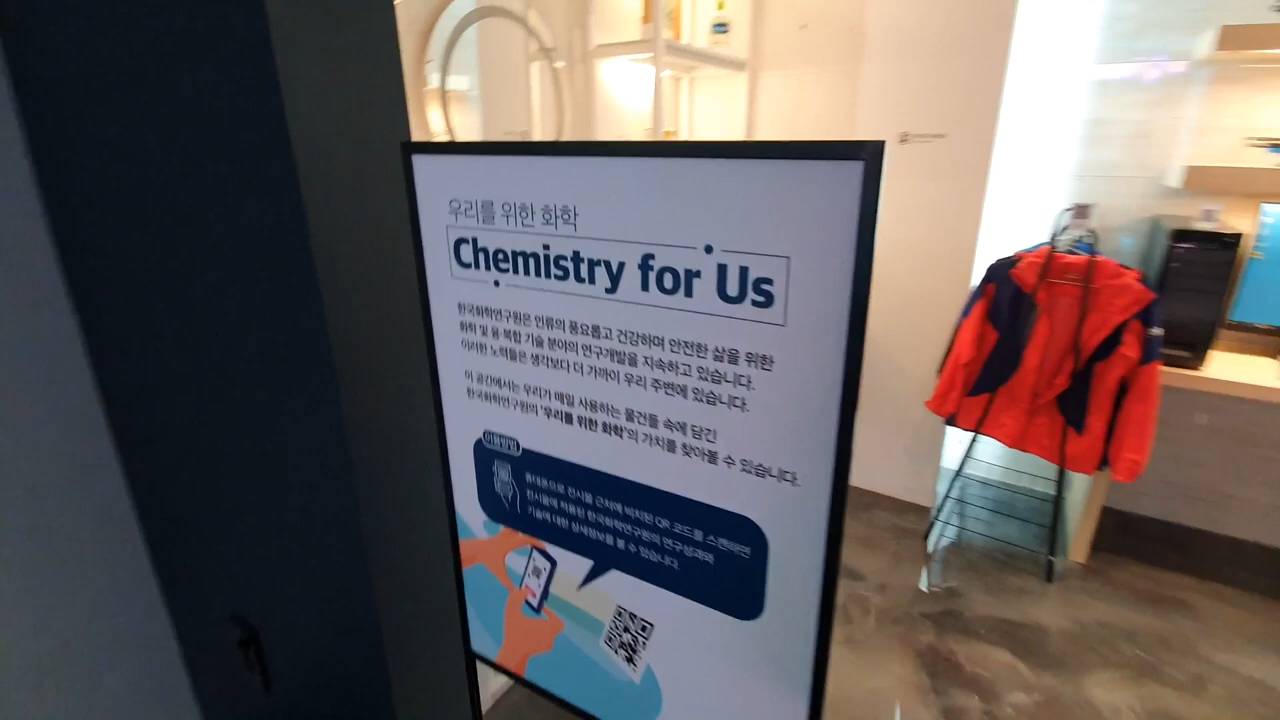 우리를 위한 화학
Chemistry for Us
한국화학연구원은 인류의 풍요롭고 건강하며 안전한 삶을 위한
화학 및 융·복합 기술 분야의 연구개발을 지속하고 있습니다.
이러한 노력들은 생각보다 더 가까이 우리 주변에 있습니다.
이 공간에서는 우리가 매일 사용하는 물건들 속에 담긴
한국화학연구원의 '우리를 위한 화학'의 가치를 찾아볼 수 있습니다.
이용방법
휴대폰으로 전시물 근처에 비치된 QR 코드를 스캔하면
전시물에 적용된 한국화학연구원의 연구성과와
기술에 대한 상세정보를 볼 수 있습니다.